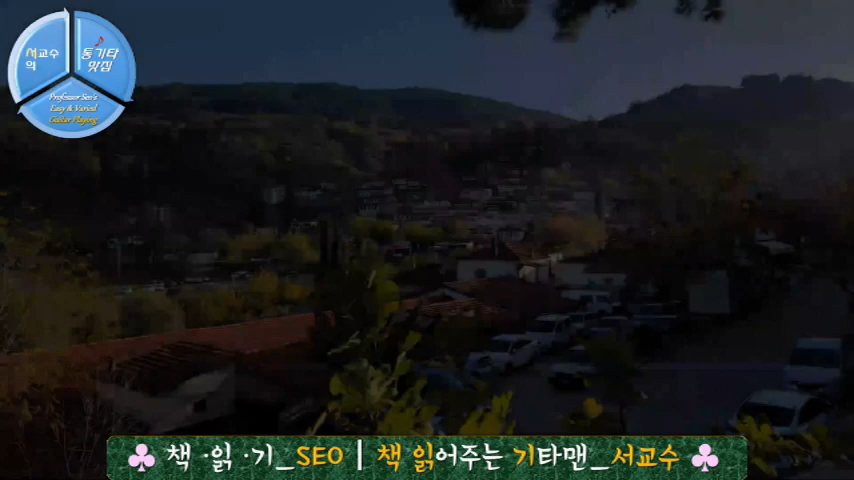 서교수
의
통기타
맛집
Professor Seo's
Easy & Varied
Guitar Playing
♣ 책 ·읽 ·기_SEO | 책 읽어주는 기타맨_서교수 ♣